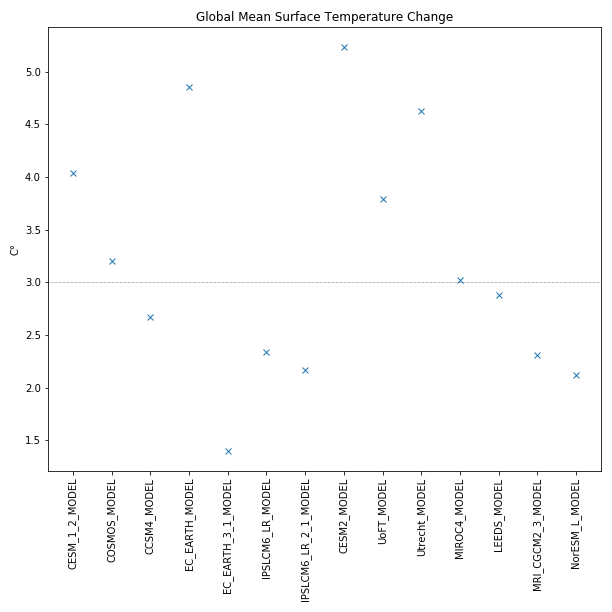 Global Mean Surface Temperature Change
C°
5.0
4.5
4.0
3.5
3.0
2.5
2.0
1.5
CESM_1_2_MODEL
COSMOS_MODEL
CCSM4_MODEL
EC_EARTH_MODEL
EC_EARTH_3_1_MODEL
IPSLCM6_LR_MODEL
IPSLCM6_LR_2_1_MODEL
CESM2_MODEL
UoFT_MODEL
Utrecht_MODEL
MIROC4_MODEL
LEEDS_MODEL
MRI_CGCM2_3_MODEL
NorESM_L_MODEL